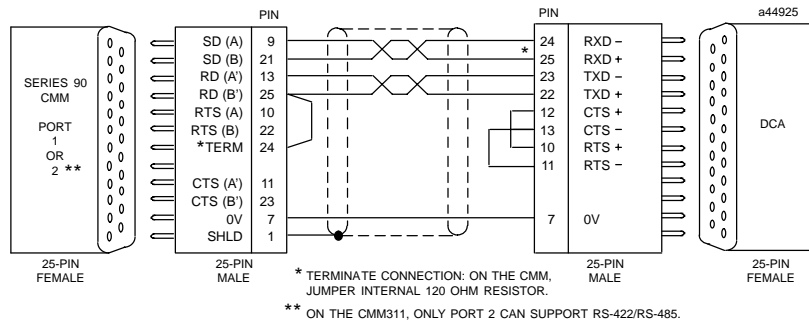 PIN PIN a44925
SERIES 90
CMM
PORT
1
OR
2 **
25-PIN
FEMALE
SD (A) 9
SD (B) 21
RD (A') 13
RD (B') 25
RTS (A) 10
RTS (B) 22
*TERM 24
CTS (A') 11
CTS (B') 23
0V 7
SHLD 1
25-PIN
MALE
*
24 RXD –
25 RXD +
23 TXD –
22 TXD +
12 CTS +
13 CTS –
10 RTS +
11 RTS –
7 0V
25-PIN
MALE
DCA
25-PIN
FEMALE
* TERMINATE CONNECTION: ON THE CMM,
JUMPER INTERNAL 120 OHM RESISTOR.
** ON THE CMM311, ONLY PORT 2 CAN SUPPORT RS-422/RS-485.